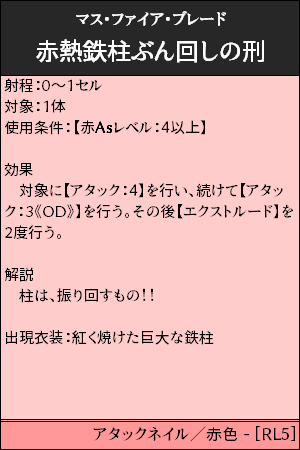 マス・ファイア・ブレード
赤熱鉄柱ぶん回しの刑
射程：0～1セル
対象：1体
使用条件：【赤Asレベル：4以上】
効果
　対象に【アタック：4】を行い、続けて【アタッ
ク：3《OD》】を行う。その後【エクストルード】を
2度行う。
解説
　柱は、振り回すもの！！
出現衣装：紅く焼けた巨大な鉄柱
アタックネイル／赤色 - [RL5]